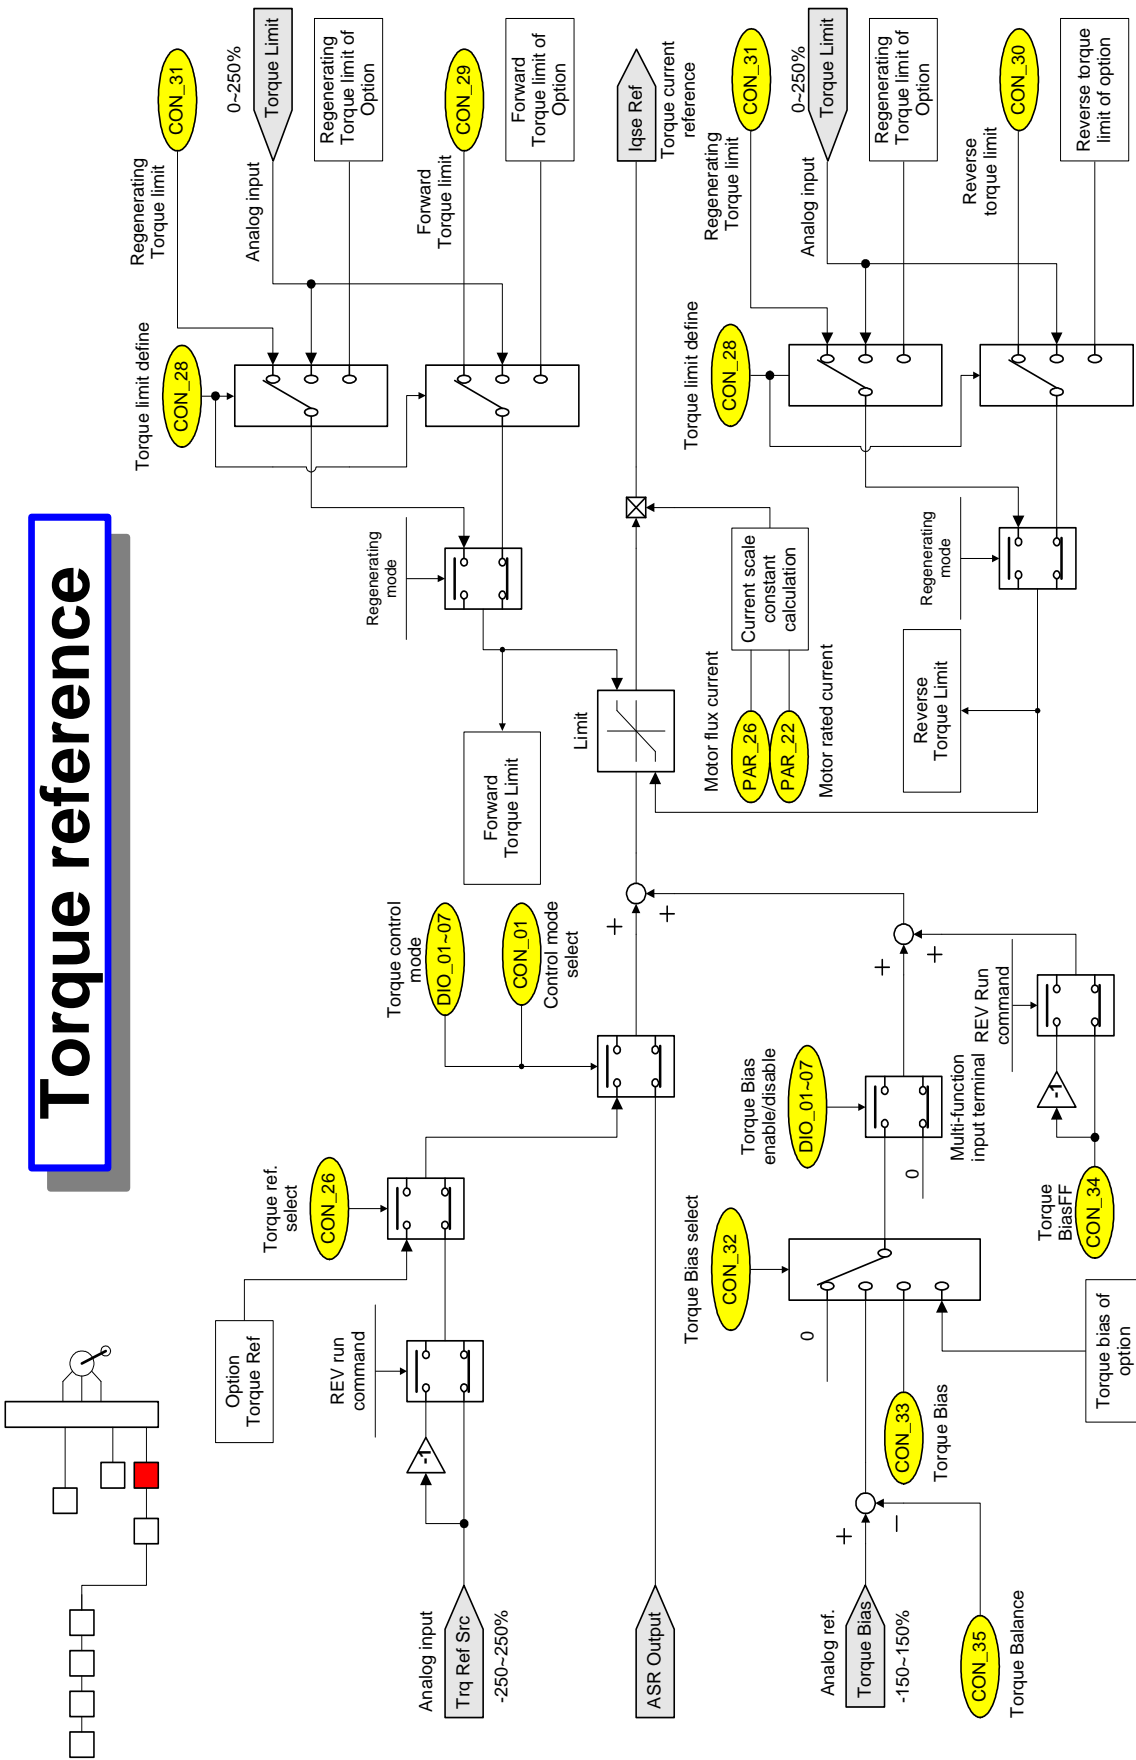 Torque reference
Analog input
Trq Ref Src
-250~250%
-1
REV run
command
Option
Torque Ref
Torque ref.
select
CON_26
ASR Output
Torque control
mode
DIO_01~07
CON_01
Control mode
select
+
+
Forward
Torque Limit
Limit
Regenerating
mode
Torque limit define
CON_28
Regenerating
Torque limit
CON_31
Analog input
0~250%
Torque Limit
Regenerating
Torque limit of
Option
Forward
Torque limit
CON_29
Forward
Torque limit of
Option
Iqse Ref
Torque current
reference
Motor flux current
PAR_26
PAR_22
Motor rated current
Current scale
constant
calculation
Analog ref.
Torque Bias
-150~150%
+
-
CON_35
Torque Balance
CON_33
Torque Bias
0
Torque Bias select
CON_32
Torque bias of
option
Torque Bias
enable/disable
DIO_01~07
0
Multi-function
input terminal
Torque
BiasFF
CON_34
-1
REV Run
command
+
+
Reverse
Torque Limit
Regenerating
mode
Torque limit define
CON_28
Regenerating
Torque limit
CON_31
Analog input
0~250%
Torque Limit
Regenerating
Torque limit of
Option
Reverse
torque limit
CON_30
Reverse torque
limit of option